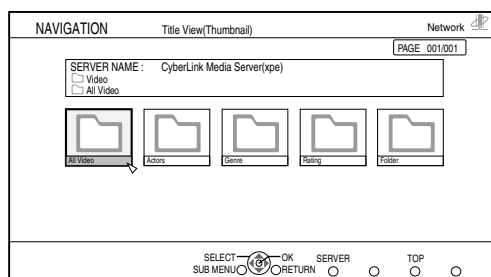 NAVIGATION Title View(Thumbnail) Network
PAGE 001/001
SERVER NAME : CyberLink Media Server(xpe)
Video
All Video
All Video Actors Genre Rating Folder
SELECT OK SERVER TOP
SUB MENU RETURN